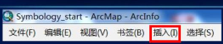 Symbology_start - ArcMap - ArcInfo
文件(F) 编辑(E) 视图(V) 书签(B) 插入(I) 选择(S)